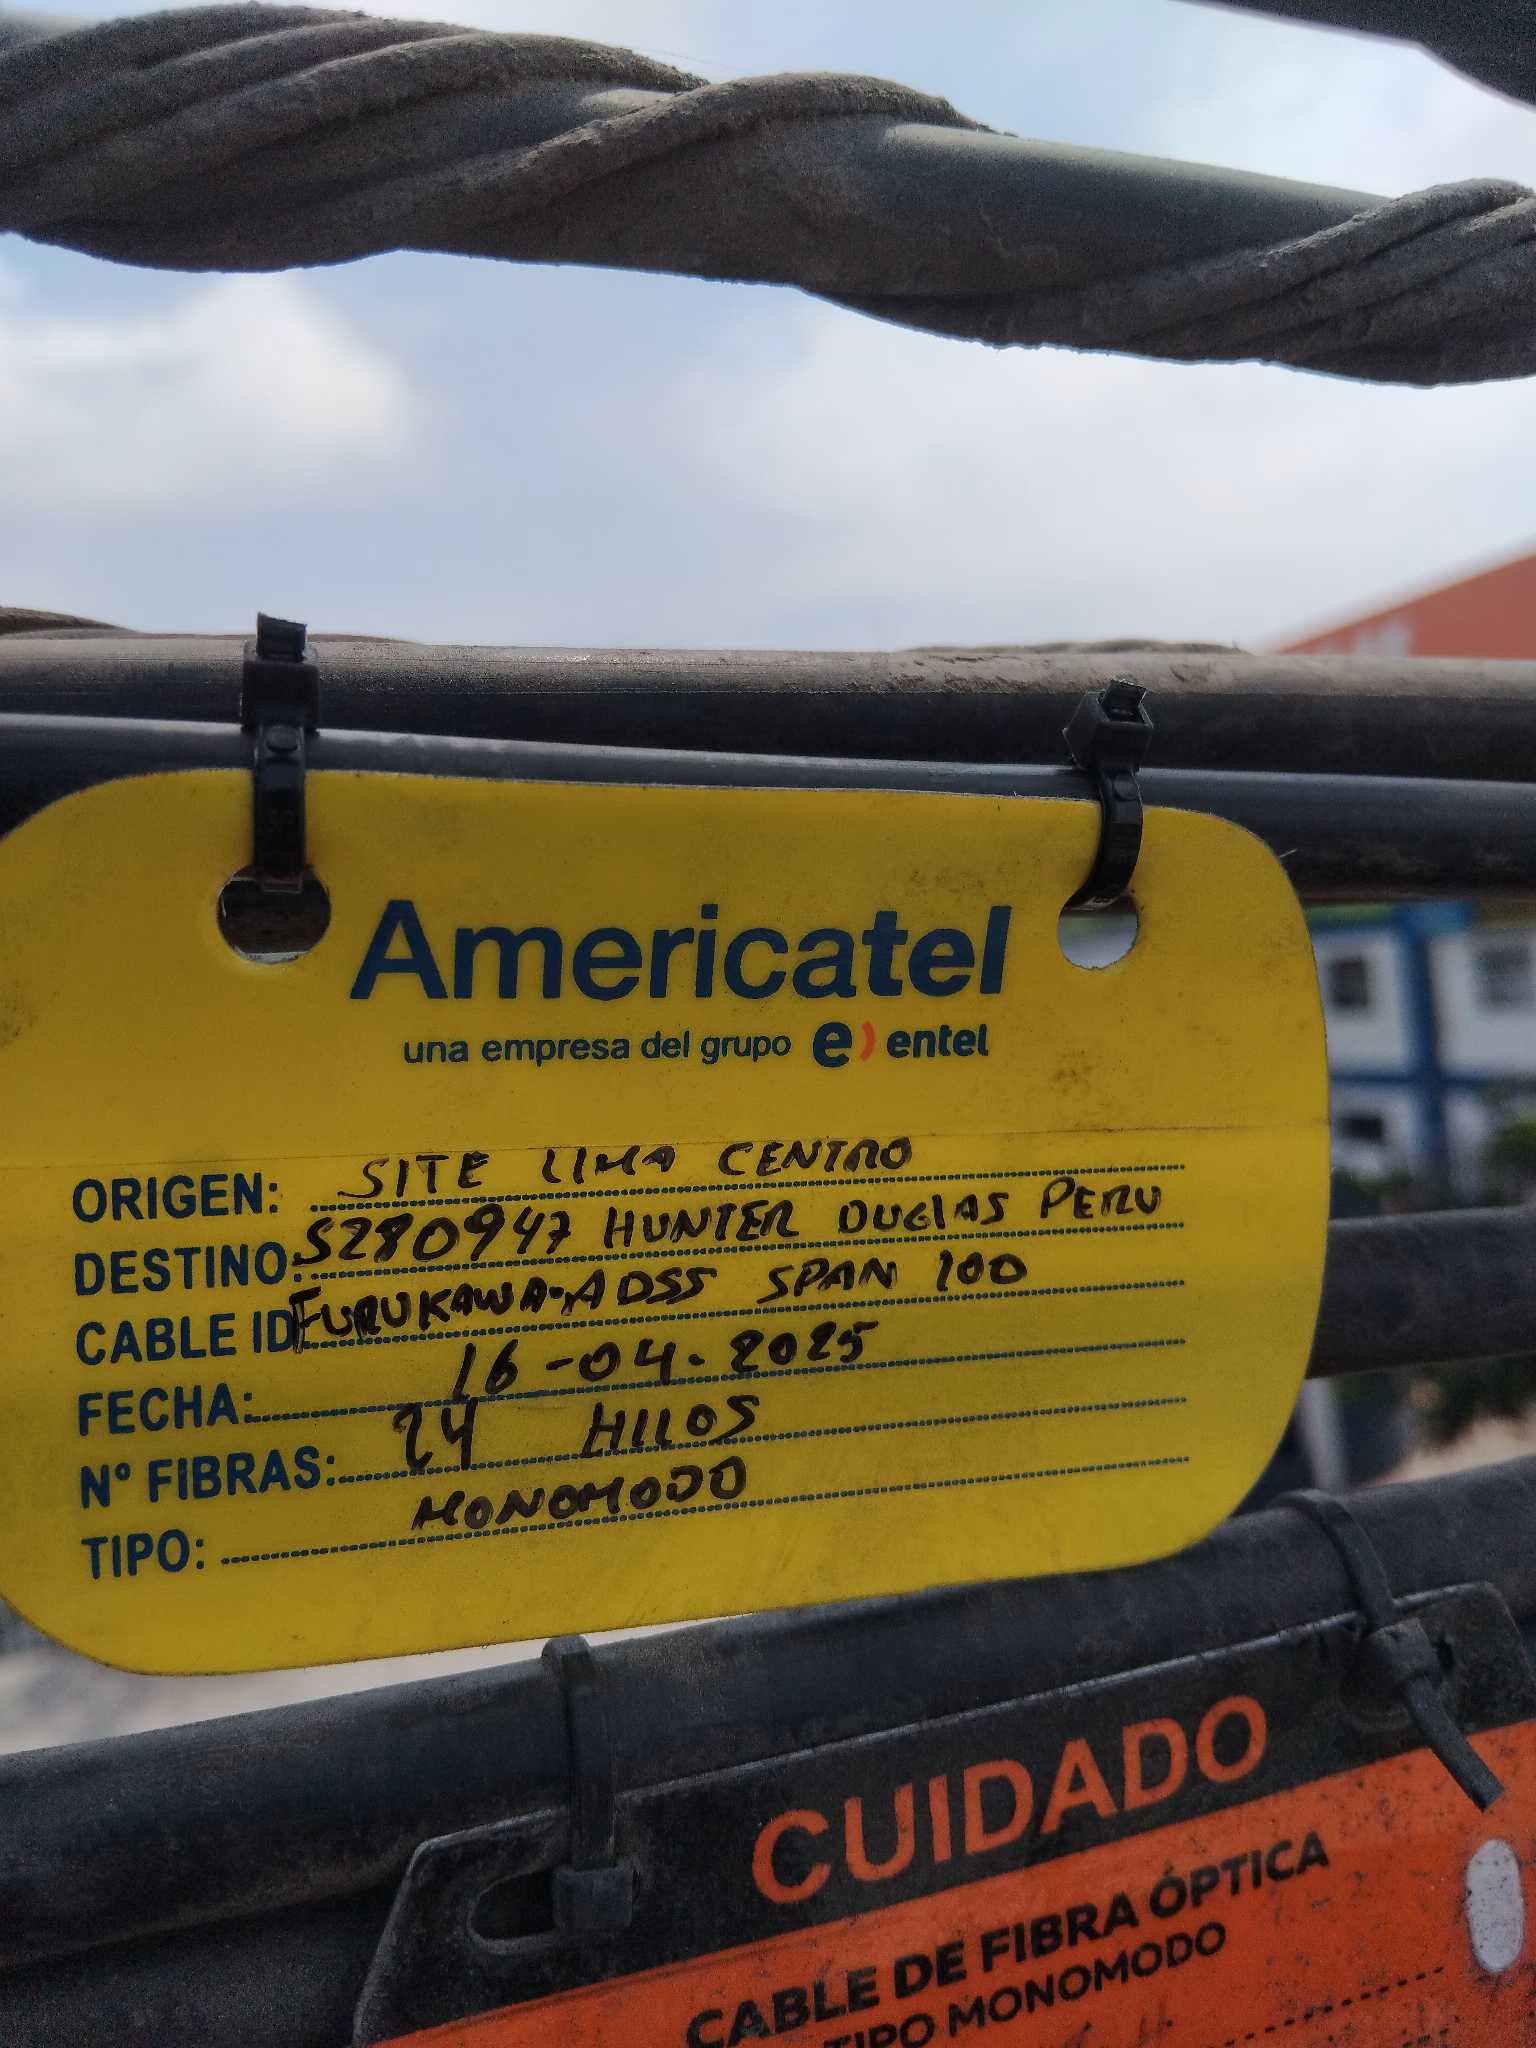 Americatel
una empresa del grupo e) entel
ORIGEN: SITE LIMA CENTRO
DESTINO: S280947 HUNTER DUGLAS PERU
CABLE ID: FURUKAWA-ADSS SPAN 100
FECHA: 16-04-2025
N° FIBRAS: 24 HILOS
TIPO: MONOMODO
CUIDADO
CABLE DE FIBRA ÓPTICA
TIPO MONOMODO